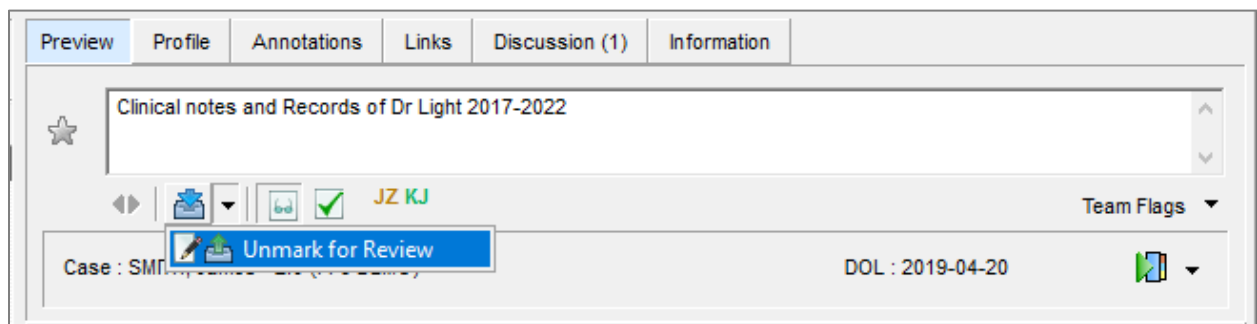 Preview Profile Annotations Links Discussion (1) Information
Clinical notes and Records of Dr Light 2017-2022
JZ KJ
Team Flags
Unmark for Review
Case :
DOL : 2019-04-20